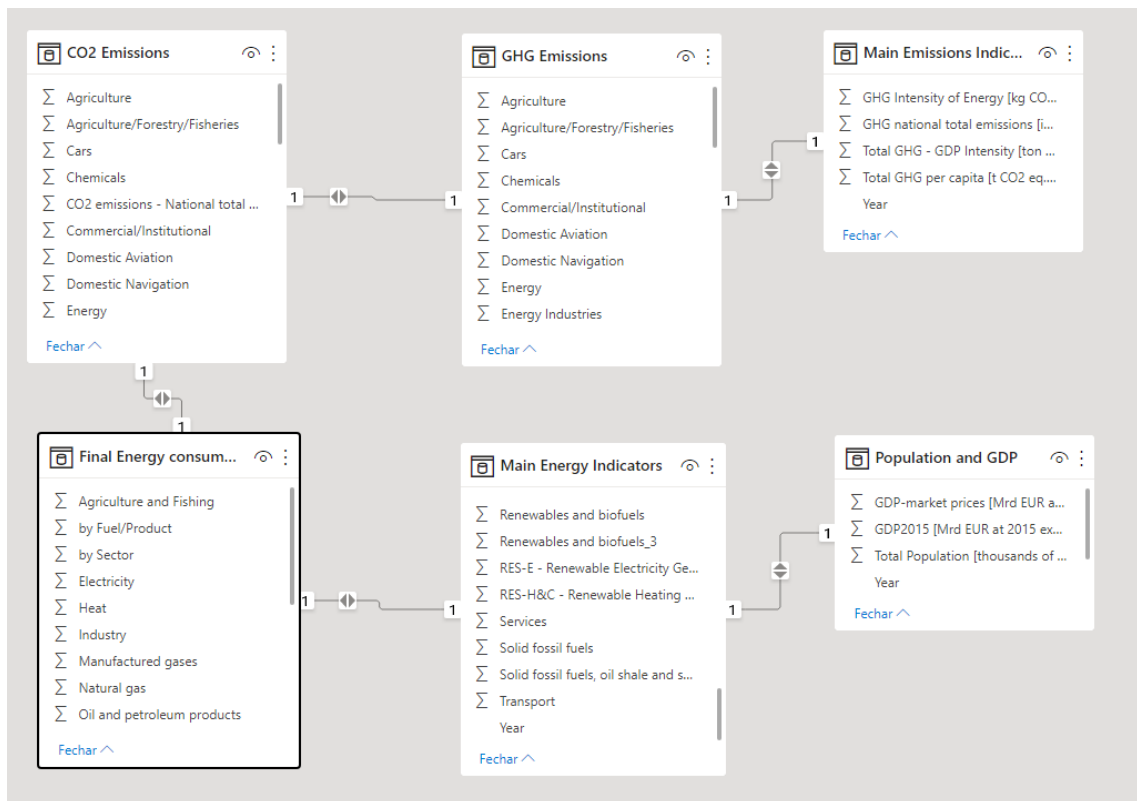 CO2 Emissions
Agriculture
Agriculture/Forestry/Fisheries
Cars
Chemicals
CO2 emissions - National total ...
Commercial/Institutional
Domestic Aviation
Domestic Navigation
Energy
Fechar
GHG Emissions
Agriculture
Agriculture/Forestry/Fisheries
Cars
Chemicals
Commercial/Institutional
Domestic Aviation
Domestic Navigation
Energy
Energy Industries
Fechar
Main Emissions Indic...
GHG Intensity of Energy [kg CO...
GHG national total emissions [i...
Total GHG - GDP Intensity [ton ...
Total GHG per capita [t CO2 eq....
Year
Fechar
1
1
1
1
1
1
Final Energy consum...
Agriculture and Fishing
by Fuel/Product
by Sector
Electricity
Heat
Industry
Manufactured gases
Natural gas
Oil and petroleum products
Fechar
Main Energy Indicators
Renewables and biofuels
Renewables and biofuels_3
RES-E - Renewable Electricity Ge...
RES-H&C - Renewable Heating ...
Services
Solid fossil fuels
Solid fossil fuels, oil shale and s...
Transport
Year
Fechar
Population and GDP
GDP-market prices [Mrd EUR a...
GDP2015 [Mrd EUR at 2015 ex...
Total Population [thousands of ...
Year
Fechar
1
1
1
1